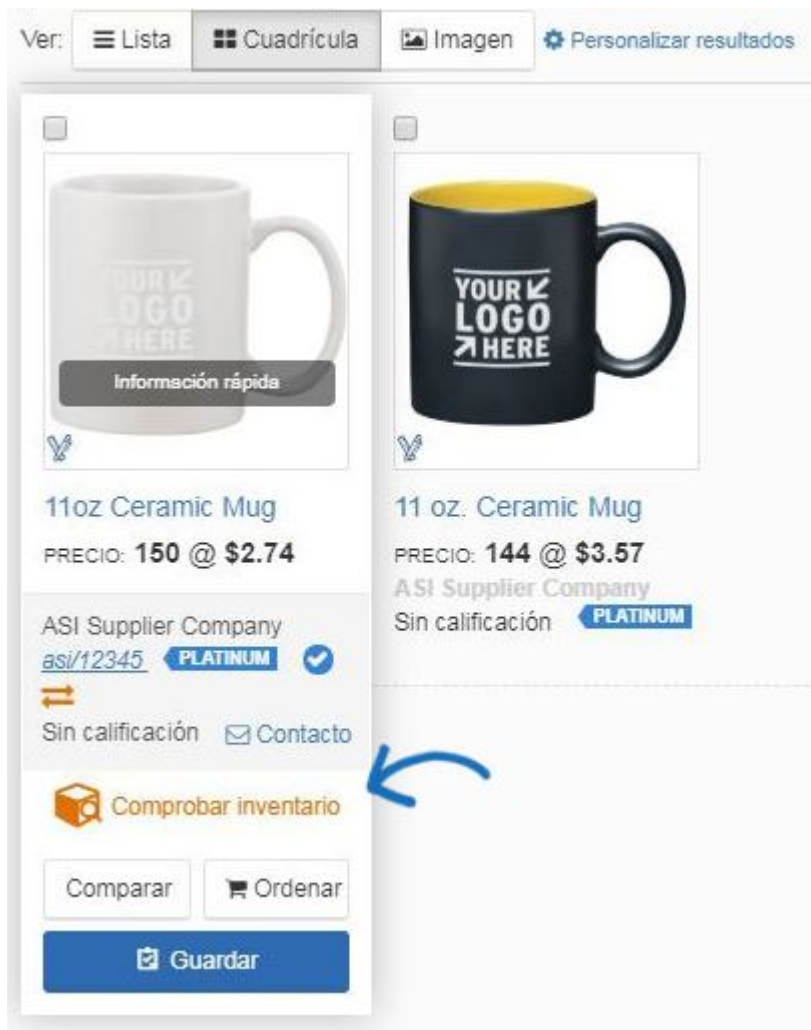 Ver: Lista Cuadrícula Imagen Personalizar resultados
YOUR
LOGO
HERE
Información rápida
11oz Ceramic Mug
PRECIO: 150 @ $2.74
ASI Supplier Company
asi/12345 PLATINUM
Sin calificación Contacto
Comprobar inventario
Comparar Ordenar
Guardar
YOUR
LOGO
HERE
11 oz. Ceramic Mug
PRECIO: 144 @ $3.57
ASI Supplier Company
Sin calificación PLATINUM